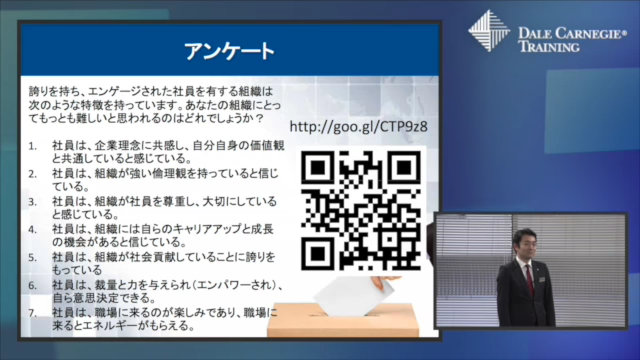 アンケート
DALE CARNEGIE®
TRAINING
誇りを持ち、エンゲージされた社員を有する組織は
次のような特徴を持っています。あなたの組織にとっ
てもっとも難しいと思われるのはどれでしょうか？
http://goo.gl/CTP9z8
1. 社員は、企業理念に共感し、自分自身の価値観
と共通していると感じている。
2. 社員は、組織が強い倫理観を持っていると信じ
ている。
3. 社員は、組織が社員を尊重し、大切にしている
と感じている。
4. 社員は、組織には自らのキャリアアップと成長
の機会があると信じている。
5. 社員は、組織が社会貢献していることに誇りを
もっている
6. 社員は、裁量と力を与えられ（エンパワーされ）、
自ら意思決定できる。
7. 社員は、職場に来るのが楽しみであり、職場に
来るとエネルギーがもらえる。